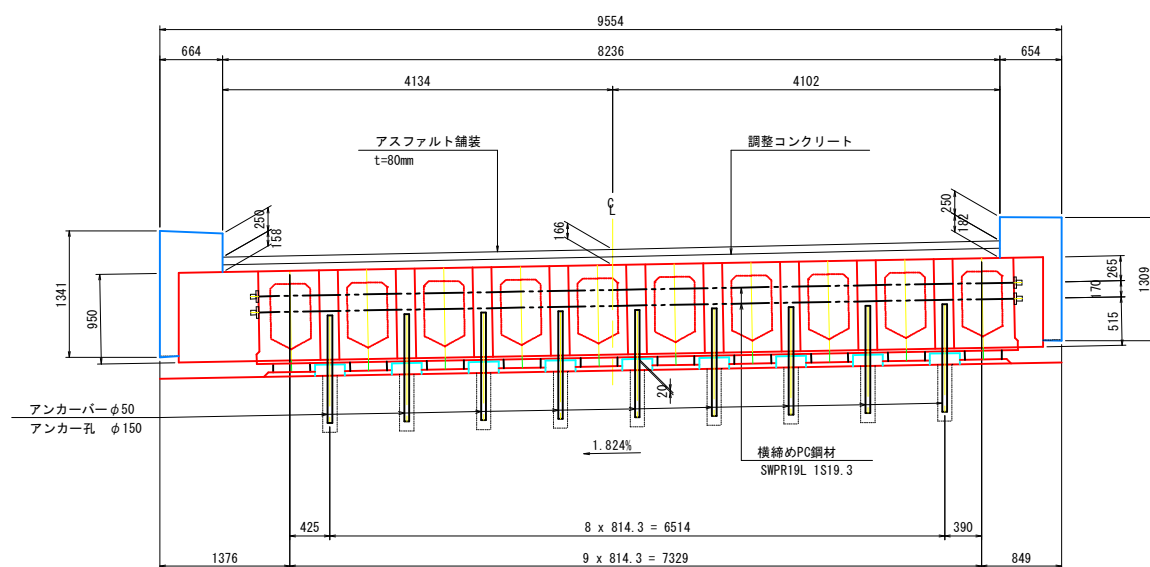 9554
664
8236
654
4134
4102
アスファルト舗装
t=80mm
調整コンクリート
CL
250
158
166
250
182
1341
950
265
170
515
1309
20
アンカーバーφ50
アンカー孔 φ150
1.824%
横締めPC鋼材
SWPR19L 1S19.3
425
8 x 814.3 = 6514
390
1376
9 x 814.3 = 7329
849